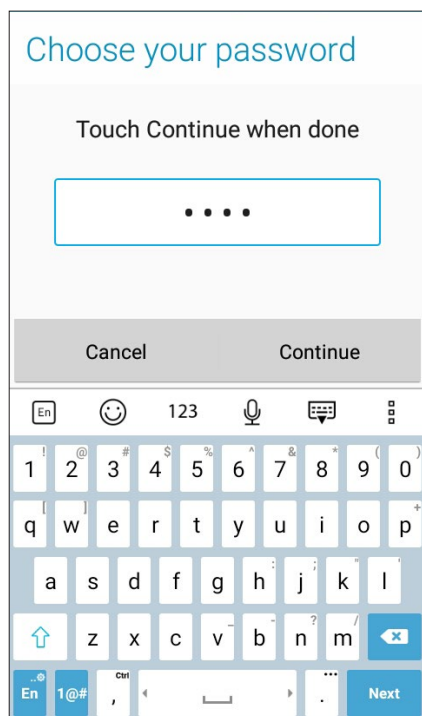 Choose your password
Touch Continue when done
••••
Cancel Continue
En 123
! @ # $ % ^ & * ( )
1 2 3 4 5 6 7 8 9 0
[ ] +
q w e r t y u i o p
: ; " '
a s d f g h j k l
_ - ? /
z x c v b n m
Ctrl
En 1@# , . Next